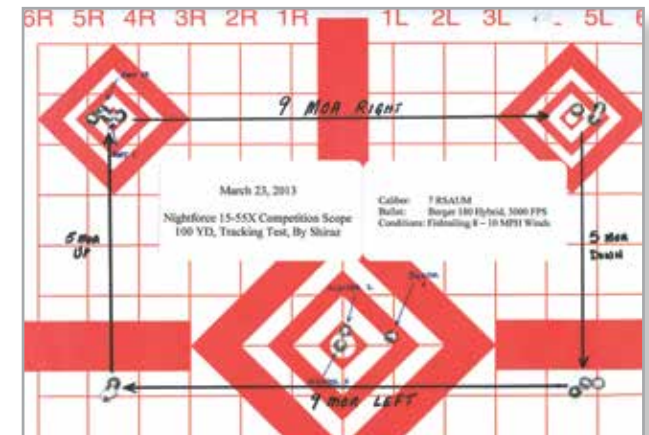 6R 5R 4R 3R 2R 1R 1L 2L 3L 5L
9 MOA RIGHT
March 23, 2013
Nightforce 15-55X Competition Scope
100 YD, Tracking Test, By Shiraz
Caliber: 7 RSAUM
Bullet: Berger 180 Hybrid, 3000 FPS
Conditions: Fishtailing 8 – 10 MPH Winds
5 MOA
UP
5 MOA
DOWN
9 MOA LEFT